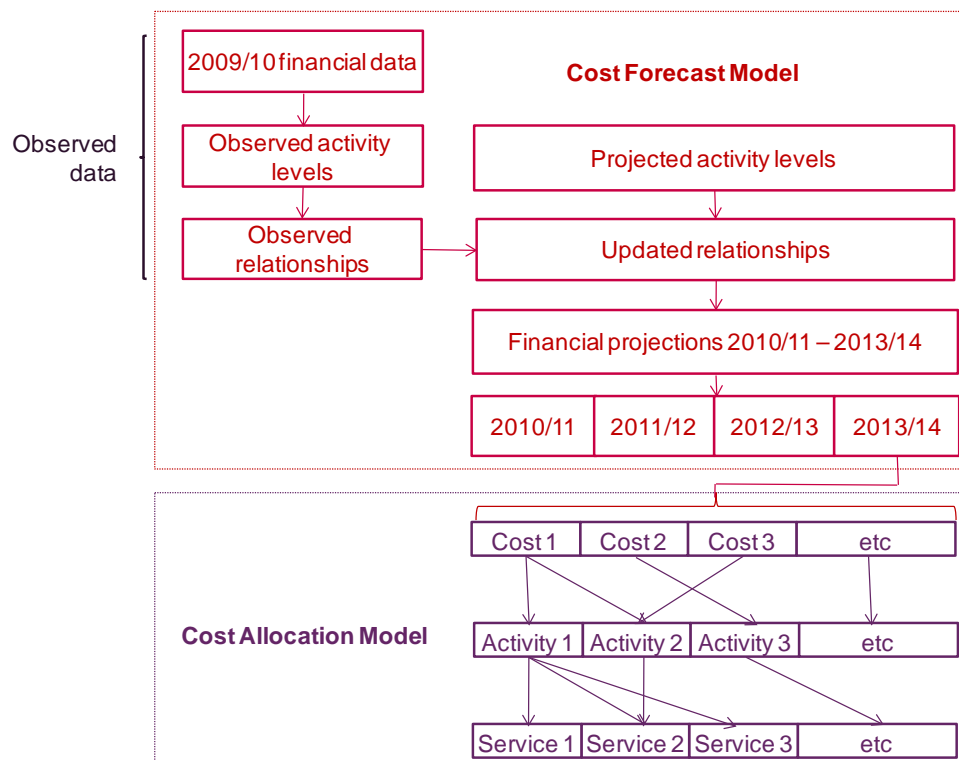 2009/10 financial data
Cost Forecast Model
Observed
data
Observed activity
levels
Projected activity levels
Observed
relationships
Updated relationships
Financial projections 2010/11 – 2013/14
2010/11 2011/12 2012/13 2013/14
Cost 1 Cost 2 Cost 3 etc
Cost Allocation Model
Activity 1 Activity 2 Activity 3 etc
Service 1 Service 2 Service 3 etc